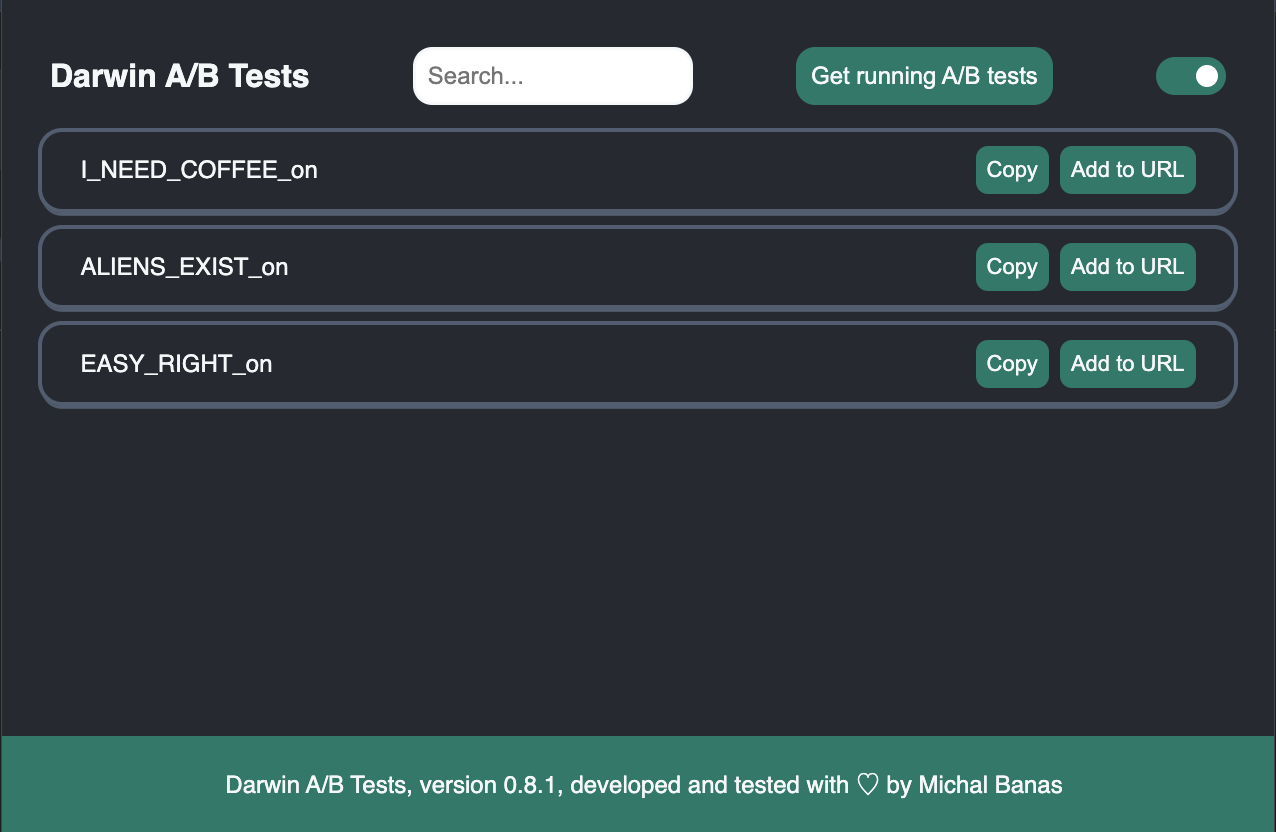 Darwin A/B Tests
Search...
Get running A/B tests
I_NEED_COFFEE_on
Copy
Add to URL
ALIENS_EXIST_on
Copy
Add to URL
EASY_RIGHT_on
Copy
Add to URL
Darwin A/B Tests, version 0.8.1, developed and tested with ♡ by Michal Banas